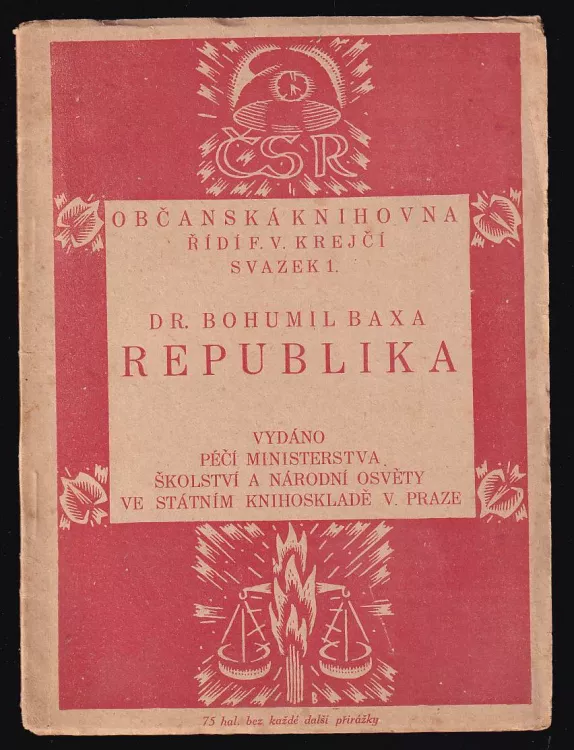 ČSR
OBČANSKÁ KNIHOVNA
ŘÍDÍ F. V. KREJČÍ
SVAZEK 1.
DR. BOHUMIL BAXA
REPUBLIKA
VYDÁNO
PÉČÍ MINISTERSTVA
ŠKOLSTVÍ A NÁRODNÍ OSVĚTY
VE STÁTNÍM KNIHOSKLADĚ V. PRAZE
75 hal. bez každé další přirážky